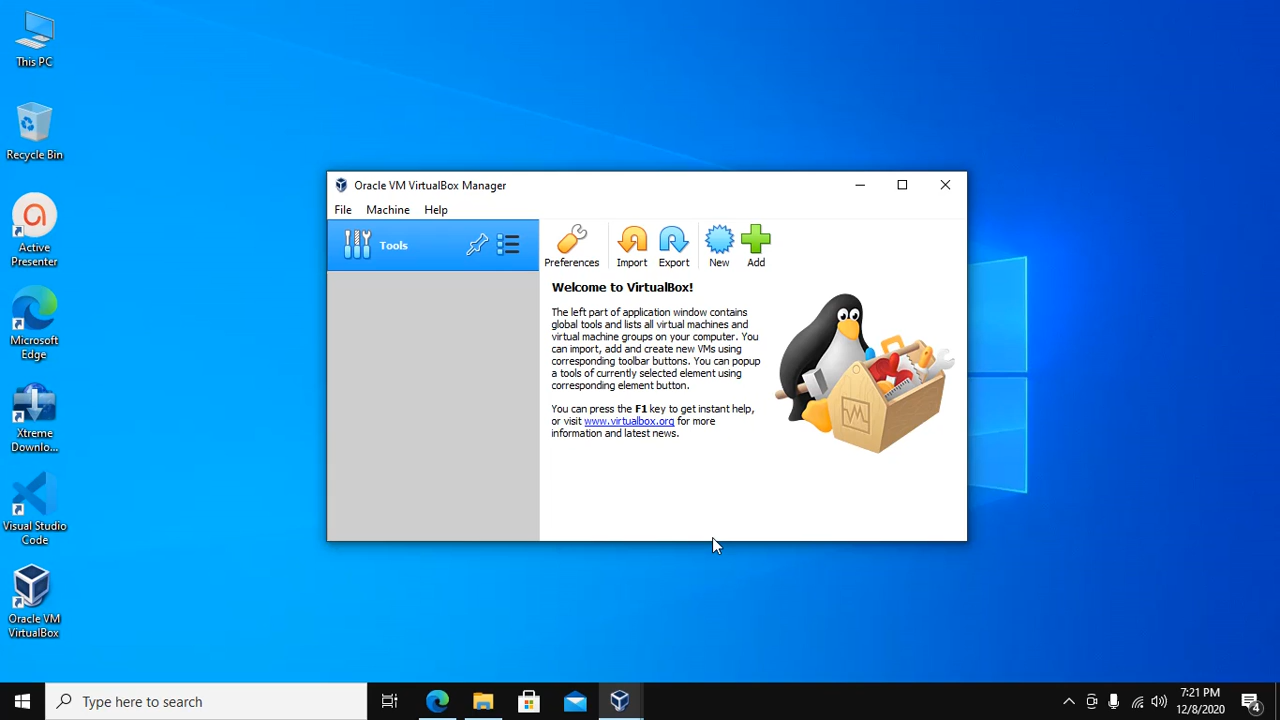 This PC
Recycle Bin
Active
Presenter
Microsoft
Edge
Xtreme
Downlo...
Visual Studio
Code
Oracle VM
VirtualBox
Oracle VM VirtualBox Manager
File Machine Help
Tools
Preferences Import Export New Add
Welcome to VirtualBox!
The left part of application window contains
global tools and lists all virtual machines and
virtual machine groups on your computer. You
can import, add and create new VMs using
corresponding toolbar buttons. You can popup
a tools of currently selected element using
corresponding element button.
You can press the F1 key to get instant help,
or visit www.virtualbox.org for more
information and latest news.
Type here to search
7:21 PM
12/8/2020
4